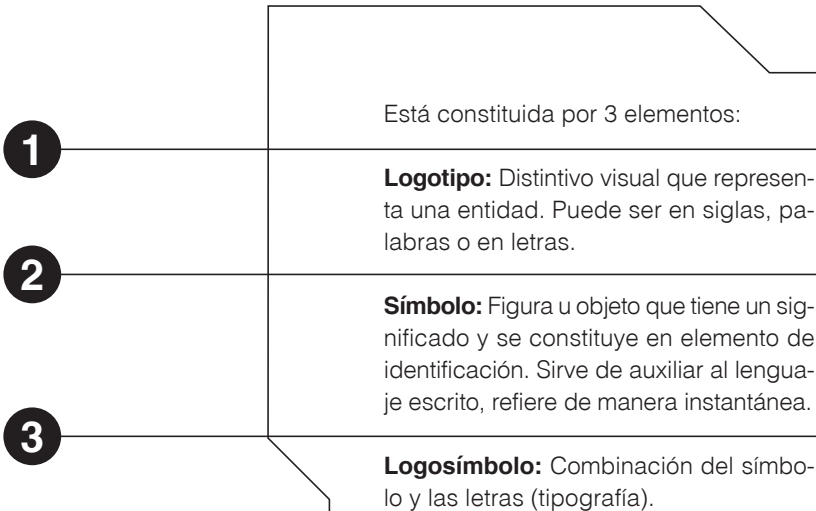 Está constituida por 3 elementos:
1
Logotipo: Distintivo visual que represen-
ta una entidad. Puede ser en siglas, pa-
labras o en letras.
2
Símbolo: Figura u objeto que tiene un sig-
nificado y se constituye en elemento de
identificación. Sirve de auxiliar al lengua-
je escrito, refiere de manera instantánea.
3
Logosímbolo: Combinación del símbo-
lo y las letras (tipografía).